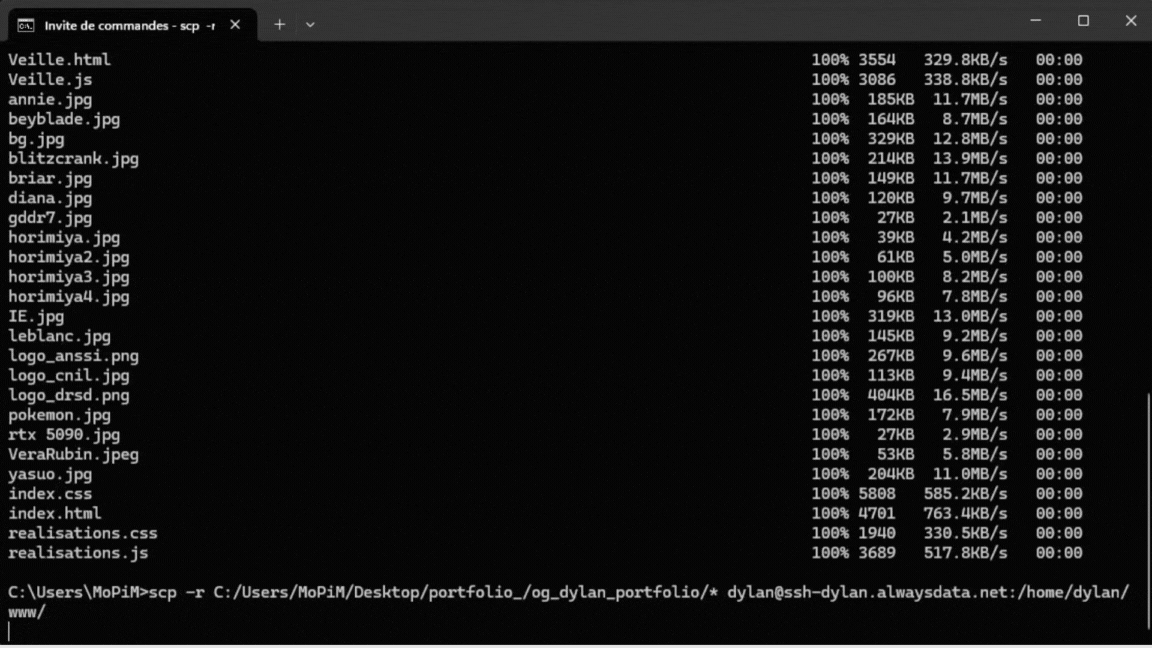 Invite de commandes - scp -r
Veille.html 100% 3554 329.8KB/s 00:00
Veille.js 100% 3086 338.8KB/s 00:00
annie.jpg 100% 185KB 11.7MB/s 00:00
beyblade.jpg 100% 164KB 8.7MB/s 00:00
bg.jpg 100% 329KB 12.8MB/s 00:00
blitzcrank.jpg 100% 214KB 13.9MB/s 00:00
briar.jpg 100% 149KB 11.7MB/s 00:00
diana.jpg 100% 120KB 9.7MB/s 00:00
gddr7.jpg 100% 27KB 2.1MB/s 00:00
horimiya.jpg 100% 39KB 4.2MB/s 00:00
horimiya2.jpg 100% 61KB 5.0MB/s 00:00
horimiya3.jpg 100% 100KB 8.2MB/s 00:00
horimiya4.jpg 100% 96KB 7.8MB/s 00:00
IE.jpg 100% 319KB 13.0MB/s 00:00
leblanc.jpg 100% 145KB 9.2MB/s 00:00
logo_anssi.png 100% 267KB 9.6MB/s 00:00
logo_cnil.jpg 100% 113KB 9.4MB/s 00:00
logo_drsd.png 100% 404KB 16.5MB/s 00:00
pokemon.jpg 100% 172KB 7.9MB/s 00:00
rtx 5090.jpg 100% 27KB 2.9MB/s 00:00
VeraRubin.jpeg 100% 53KB 5.8MB/s 00:00
yasuo.jpg 100% 204KB 11.0MB/s 00:00
index.css 100% 5808 585.2KB/s 00:00
index.html 100% 4701 763.4KB/s 00:00
realisations.css 100% 1940 330.5KB/s 00:00
realisations.js 100% 3689 517.8KB/s 00:00
C:\Users\MoPiM>scp -r C:/Users/MoPiM/Desktop/portfolio_/og_dylan_portfolio/* dylan@ssh-dylan.alwaysdata.net:/home/dylan/
www/